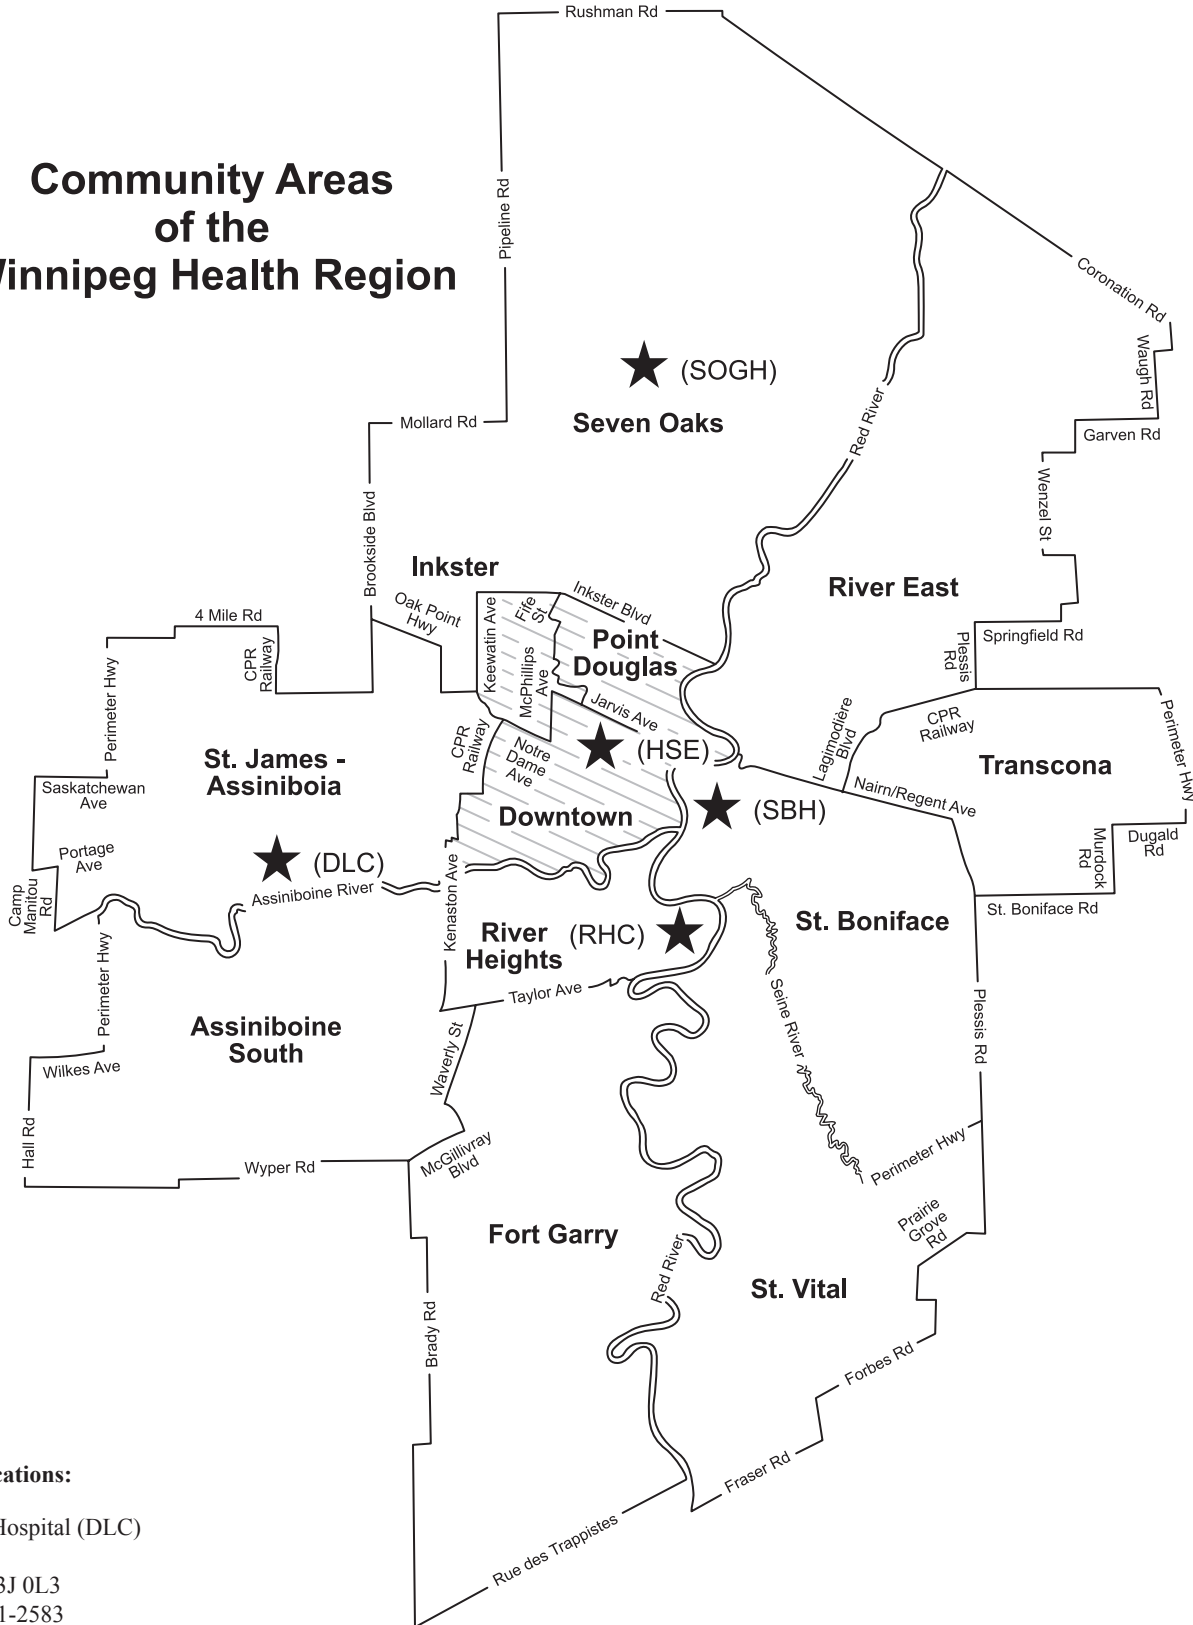 Rushman Rd
Community Areas
of the
Winnipeg Health Region
Pipeline Rd
Coronation Rd
Waugh Rd
(SOGH)
Seven Oaks
Mollard Rd
Red River
Garven Rd
Wenzel St
Brookside Blvd
Inkster
Oak Point
Hwy
Keewatin Ave
Fife
St
Inkster Blvd
River East
4 Mile Rd
CPR
Railway
Perimeter Hwy
Point
Douglas
McPhillips
Ave
Plessis
Rd
Springfield Rd
Jarvis Ave
CPR
Railway
Notre
Dame
Ave
(HSE)
Lagimodière
Blvd
CPR
Railway
Perimeter Hwy
St. James -
Assiniboia
Transcona
Saskatchewan
Ave
Nairn/Regent Ave
Downtown
(SBH)
Murdock
Rd
Dugald
Rd
Portage
Ave
(DLC)
Camp
Manitou
Rd
Assiniboine River
Kenaston Ave
St. Boniface Rd
St. Boniface
River
Heights
(RHC)
Perimeter Hwy
Seine River
Taylor Ave
Assiniboine
South
Waverly St
Plessis Rd
Wilkes Ave
Hall Rd
Wyper Rd
McGillivray
Blvd
Perimeter Hwy
Prairie
Grove
Rd
Fort Garry
Red River
St. Vital
Brady Rd
Forbes Rd
Fraser Rd
Rue des Trappistes
cations:
Hospital (DLC)
3J 0L3
1-2583